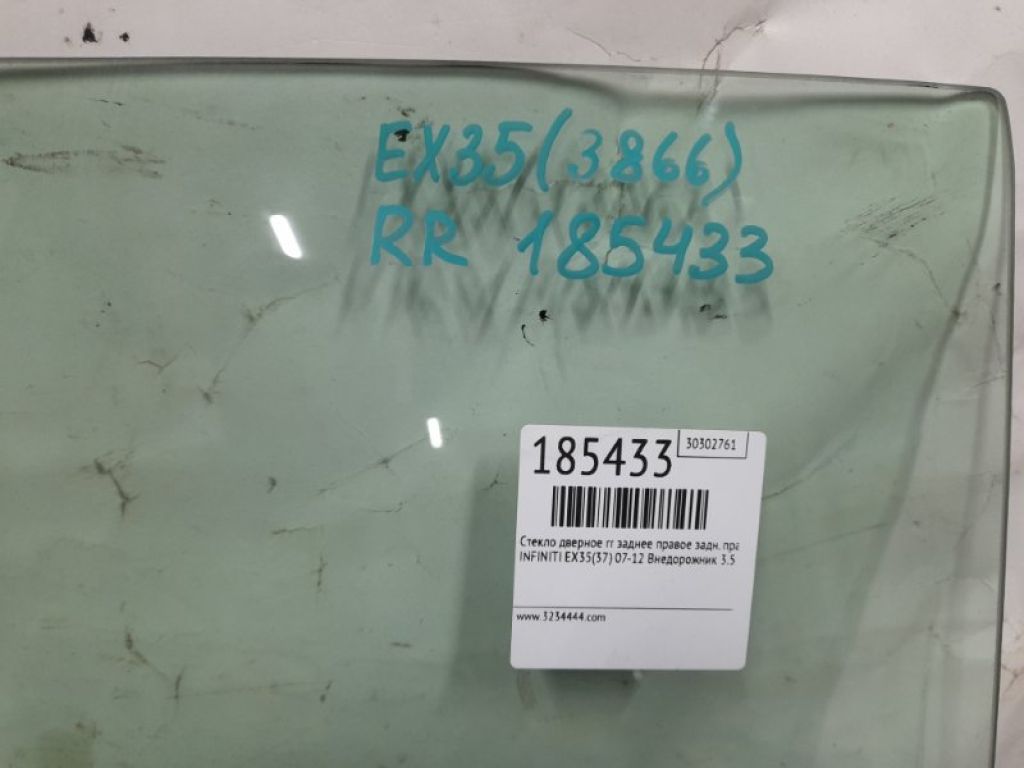 EX35(3866)
RR 185433
185433
30302761
Стекло дверное rr заднее правое задн. пра
INFINITI EX35(37) 07-12 Внедорожник 3.5
www.3234444.com